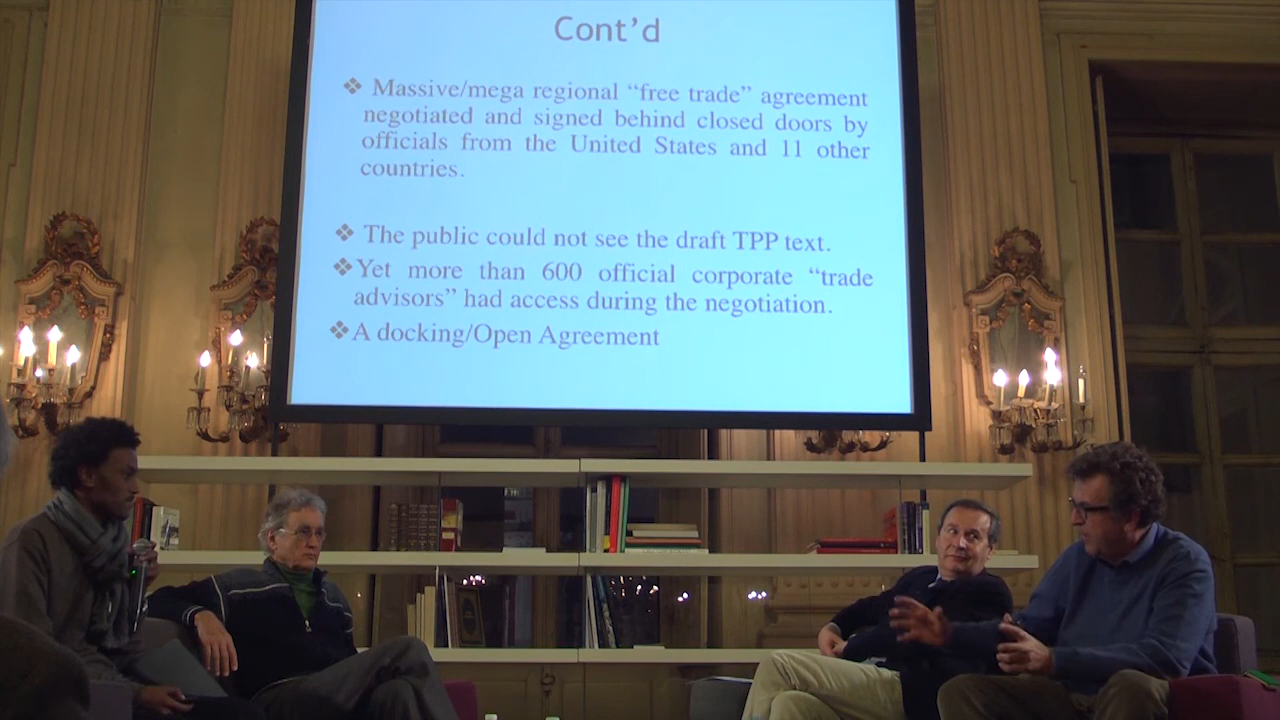 Cont’d
❖ Massive/mega regional “free trade” agreement
negotiated and signed behind closed doors by
officials from the United States and 11 other
countries.
❖ The public could not see the draft TPP text.
❖Yet more than 600 official corporate “trade
advisors” had access during the negotiation.
❖A docking/Open Agreement